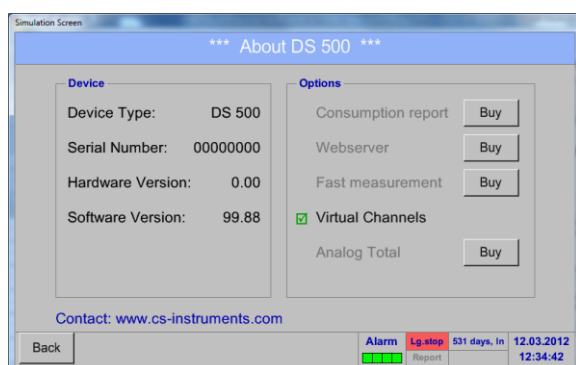 Simulation Screen
*** About DS 500 ***
Device
Device Type: DS 500
Serial Number: 00000000
Hardware Version: 0.00
Software Version: 99.88
Options
Consumption report Buy
Webserver Buy
Fast measurement Buy
Virtual Channels
Analog Total Buy
Contact: www.cs-instruments.com
Back
Alarm Lg.stop 531 days, In 12.03.2012
Report 12:34:42